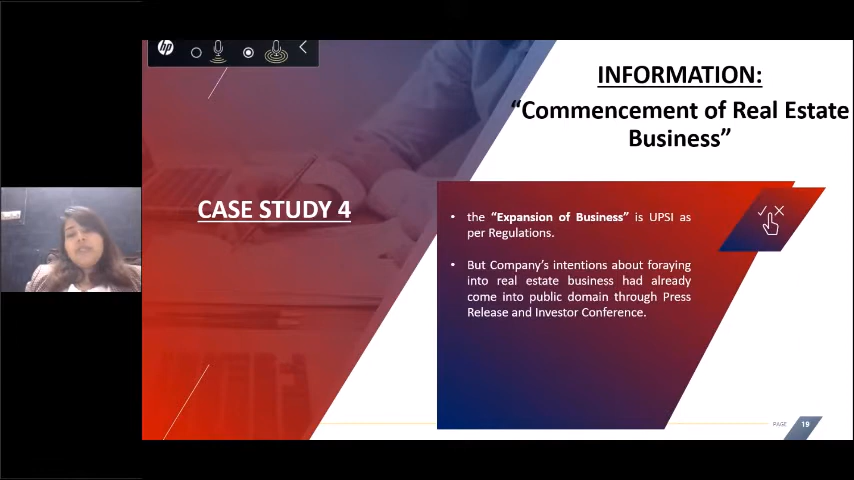 hp
INFORMATION:
“Commencement of Real Estate
Business”
CASE STUDY 4
• the “Expansion of Business” is UPSI as
per Regulations.
• But Company’s intentions about foraying
into real estate business had already
come into public domain through Press
Release and Investor Conference.
PAGE 19